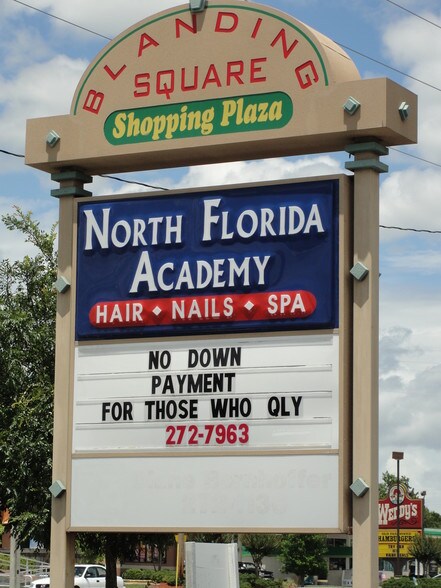 BLANDING
SQUARE
Shopping Plaza
NORTH FLORIDA
ACADEMY
HAIR • NAILS • SPA
NO DOWN
PAYMENT
FOR THOSE WHO QLY
272-7963
WENDY'S
HAMBURGERS